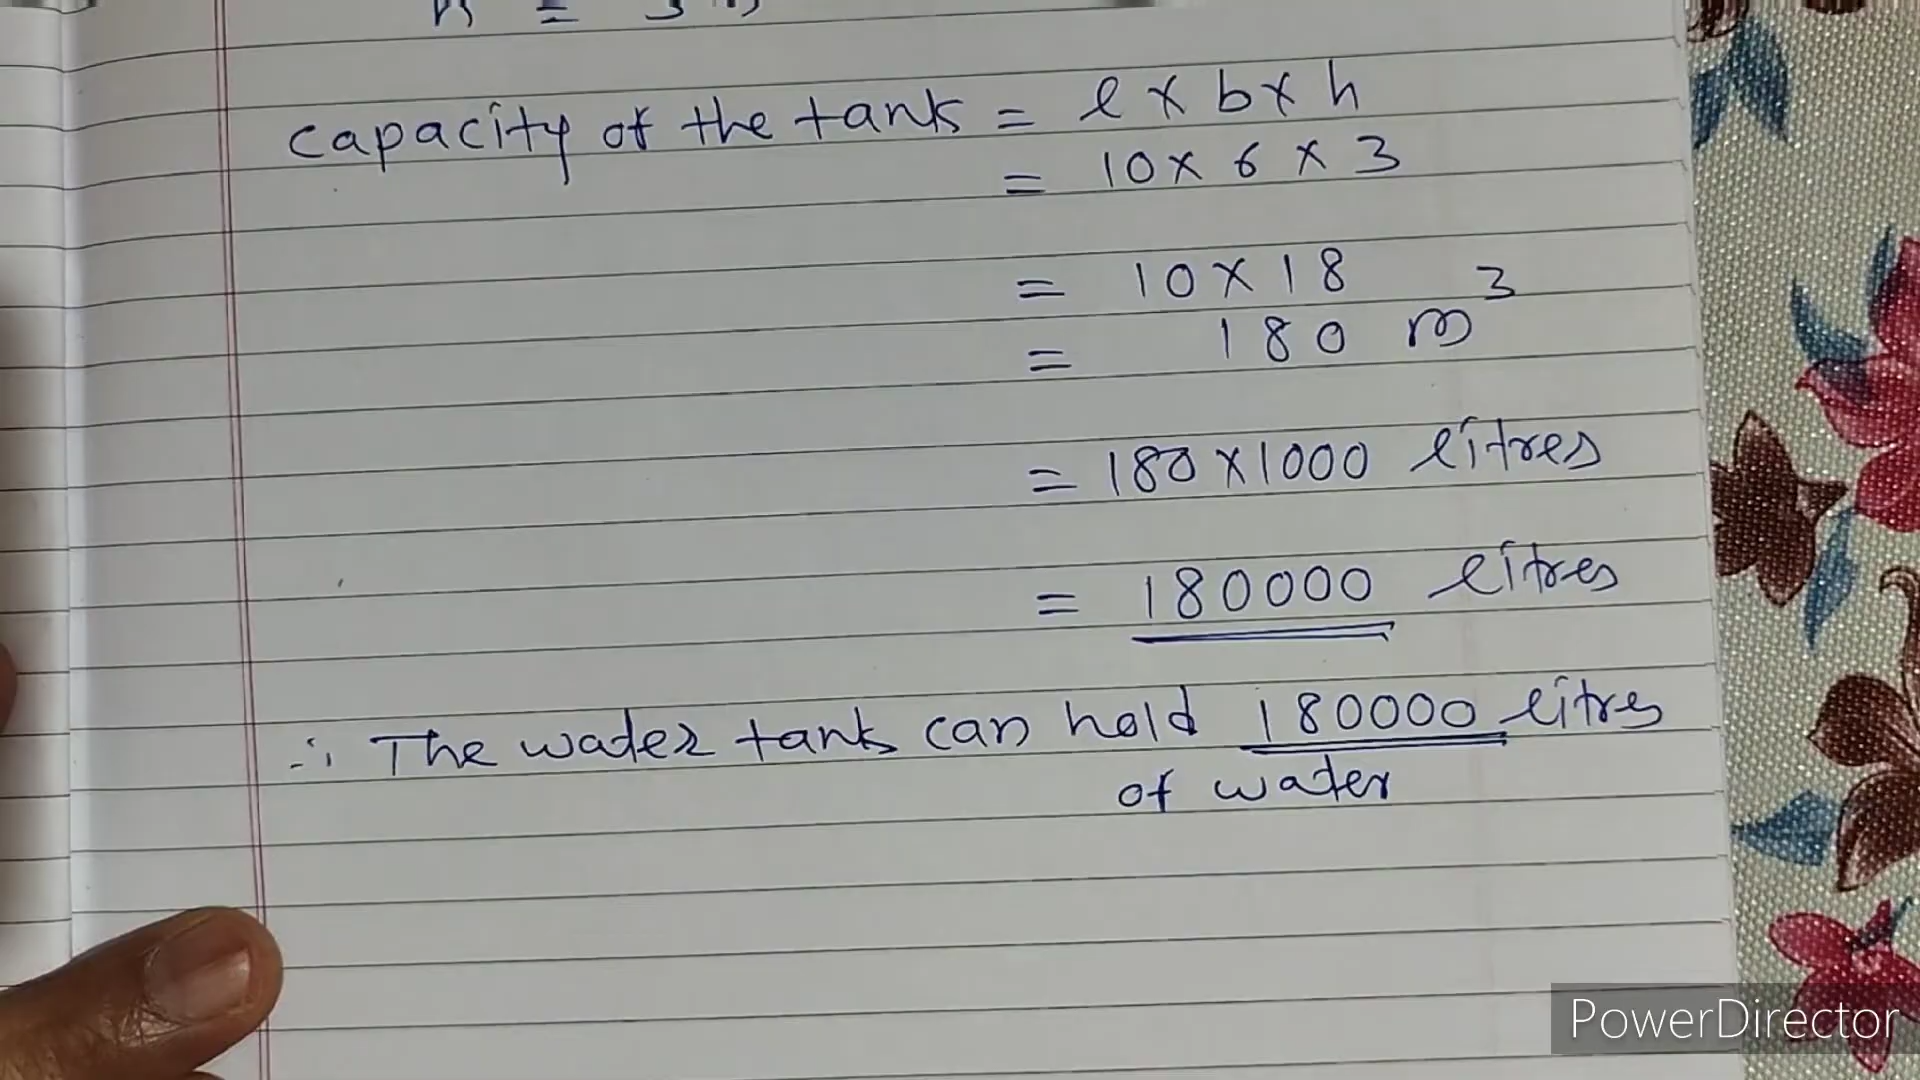 capacity of the tank = l × b × h
= 10 × 6 × 3
= 10 × 18
= 180 m³
= 180 × 1000 litres
= 180000 litres
∴ The water tank can hold 180000 litres
of water
PowerDirector